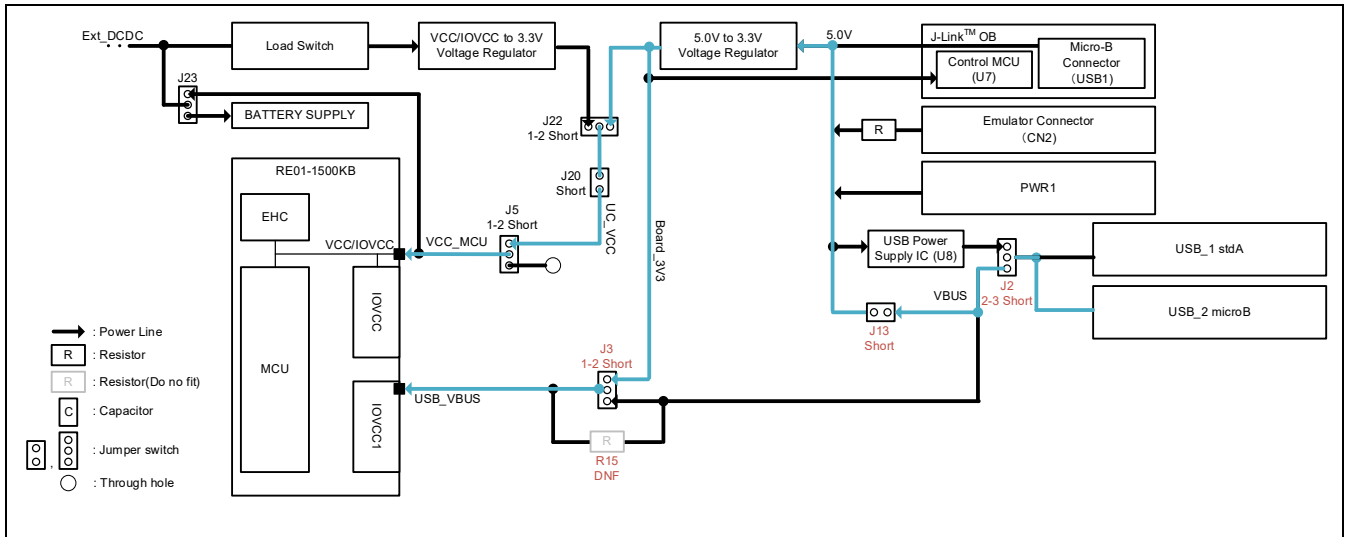 Ext_DCDC
Load Switch
VCC/IOVCC to 3.3V
Voltage Regulator
5.0V to 3.3V
Voltage Regulator
5.0V
J-Link™ OB
Control MCU
(U7)
Micro-B
Connector
(USB1)
J23
BATTERY SUPPLY
J22
1-2 Short
R
Emulator Connector
(CN2)
RE01-1500KB
J20
Short
PWR1
EHC
J5
1-2 Short
UC_VCC
Board_3V3
VCC/IOVCC
VCC_MCU
USB Power
Supply IC (U8)
USB_1 stdA
J2
2-3 Short
VBUS
USB_2 microB
IOVCC
J13
Short
: Power Line
R
: Resistor
R
: Resistor(Do no fit)
C
: Capacitor
,
: Jumper switch
: Through hole
MCU
J3
1-2 Short
USB_VBUS
IOVCC1
R
R15
DNF